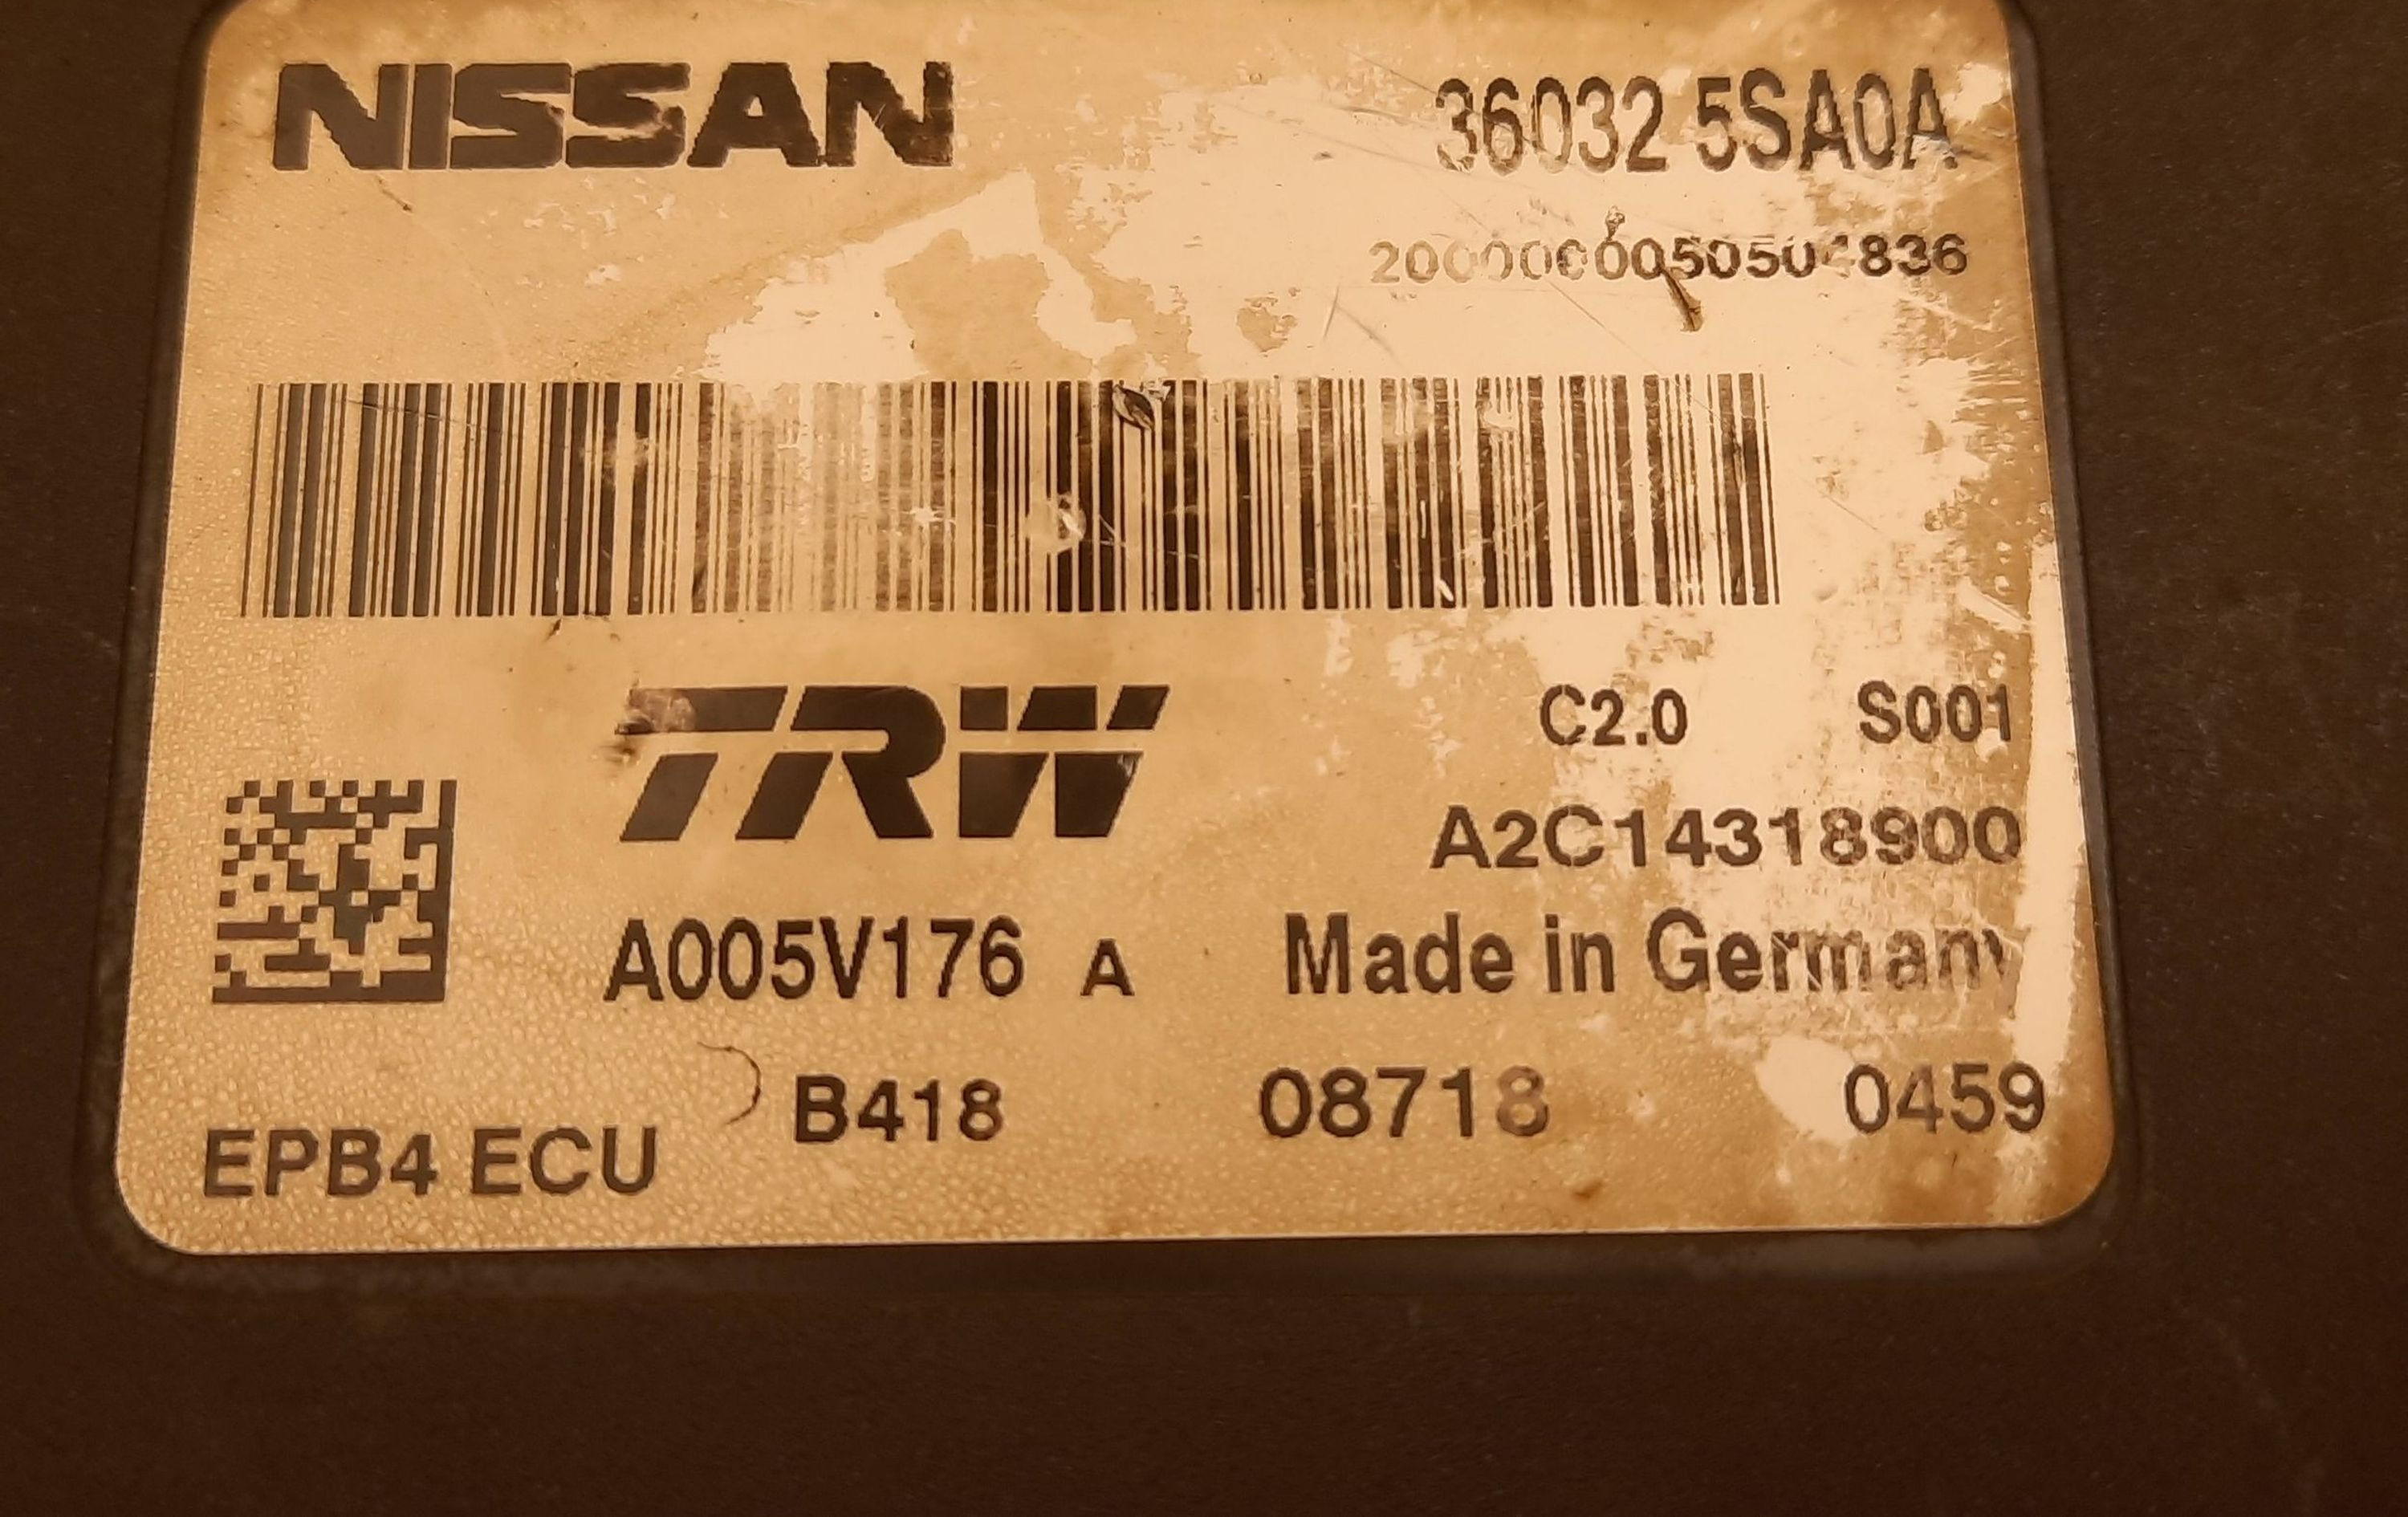 NISSAN 36032 5SA0A
TRW
C2.0 S001
A2C14318900
A005V176 A Made in Germany
B418 08718 0459
EPB4 ECU